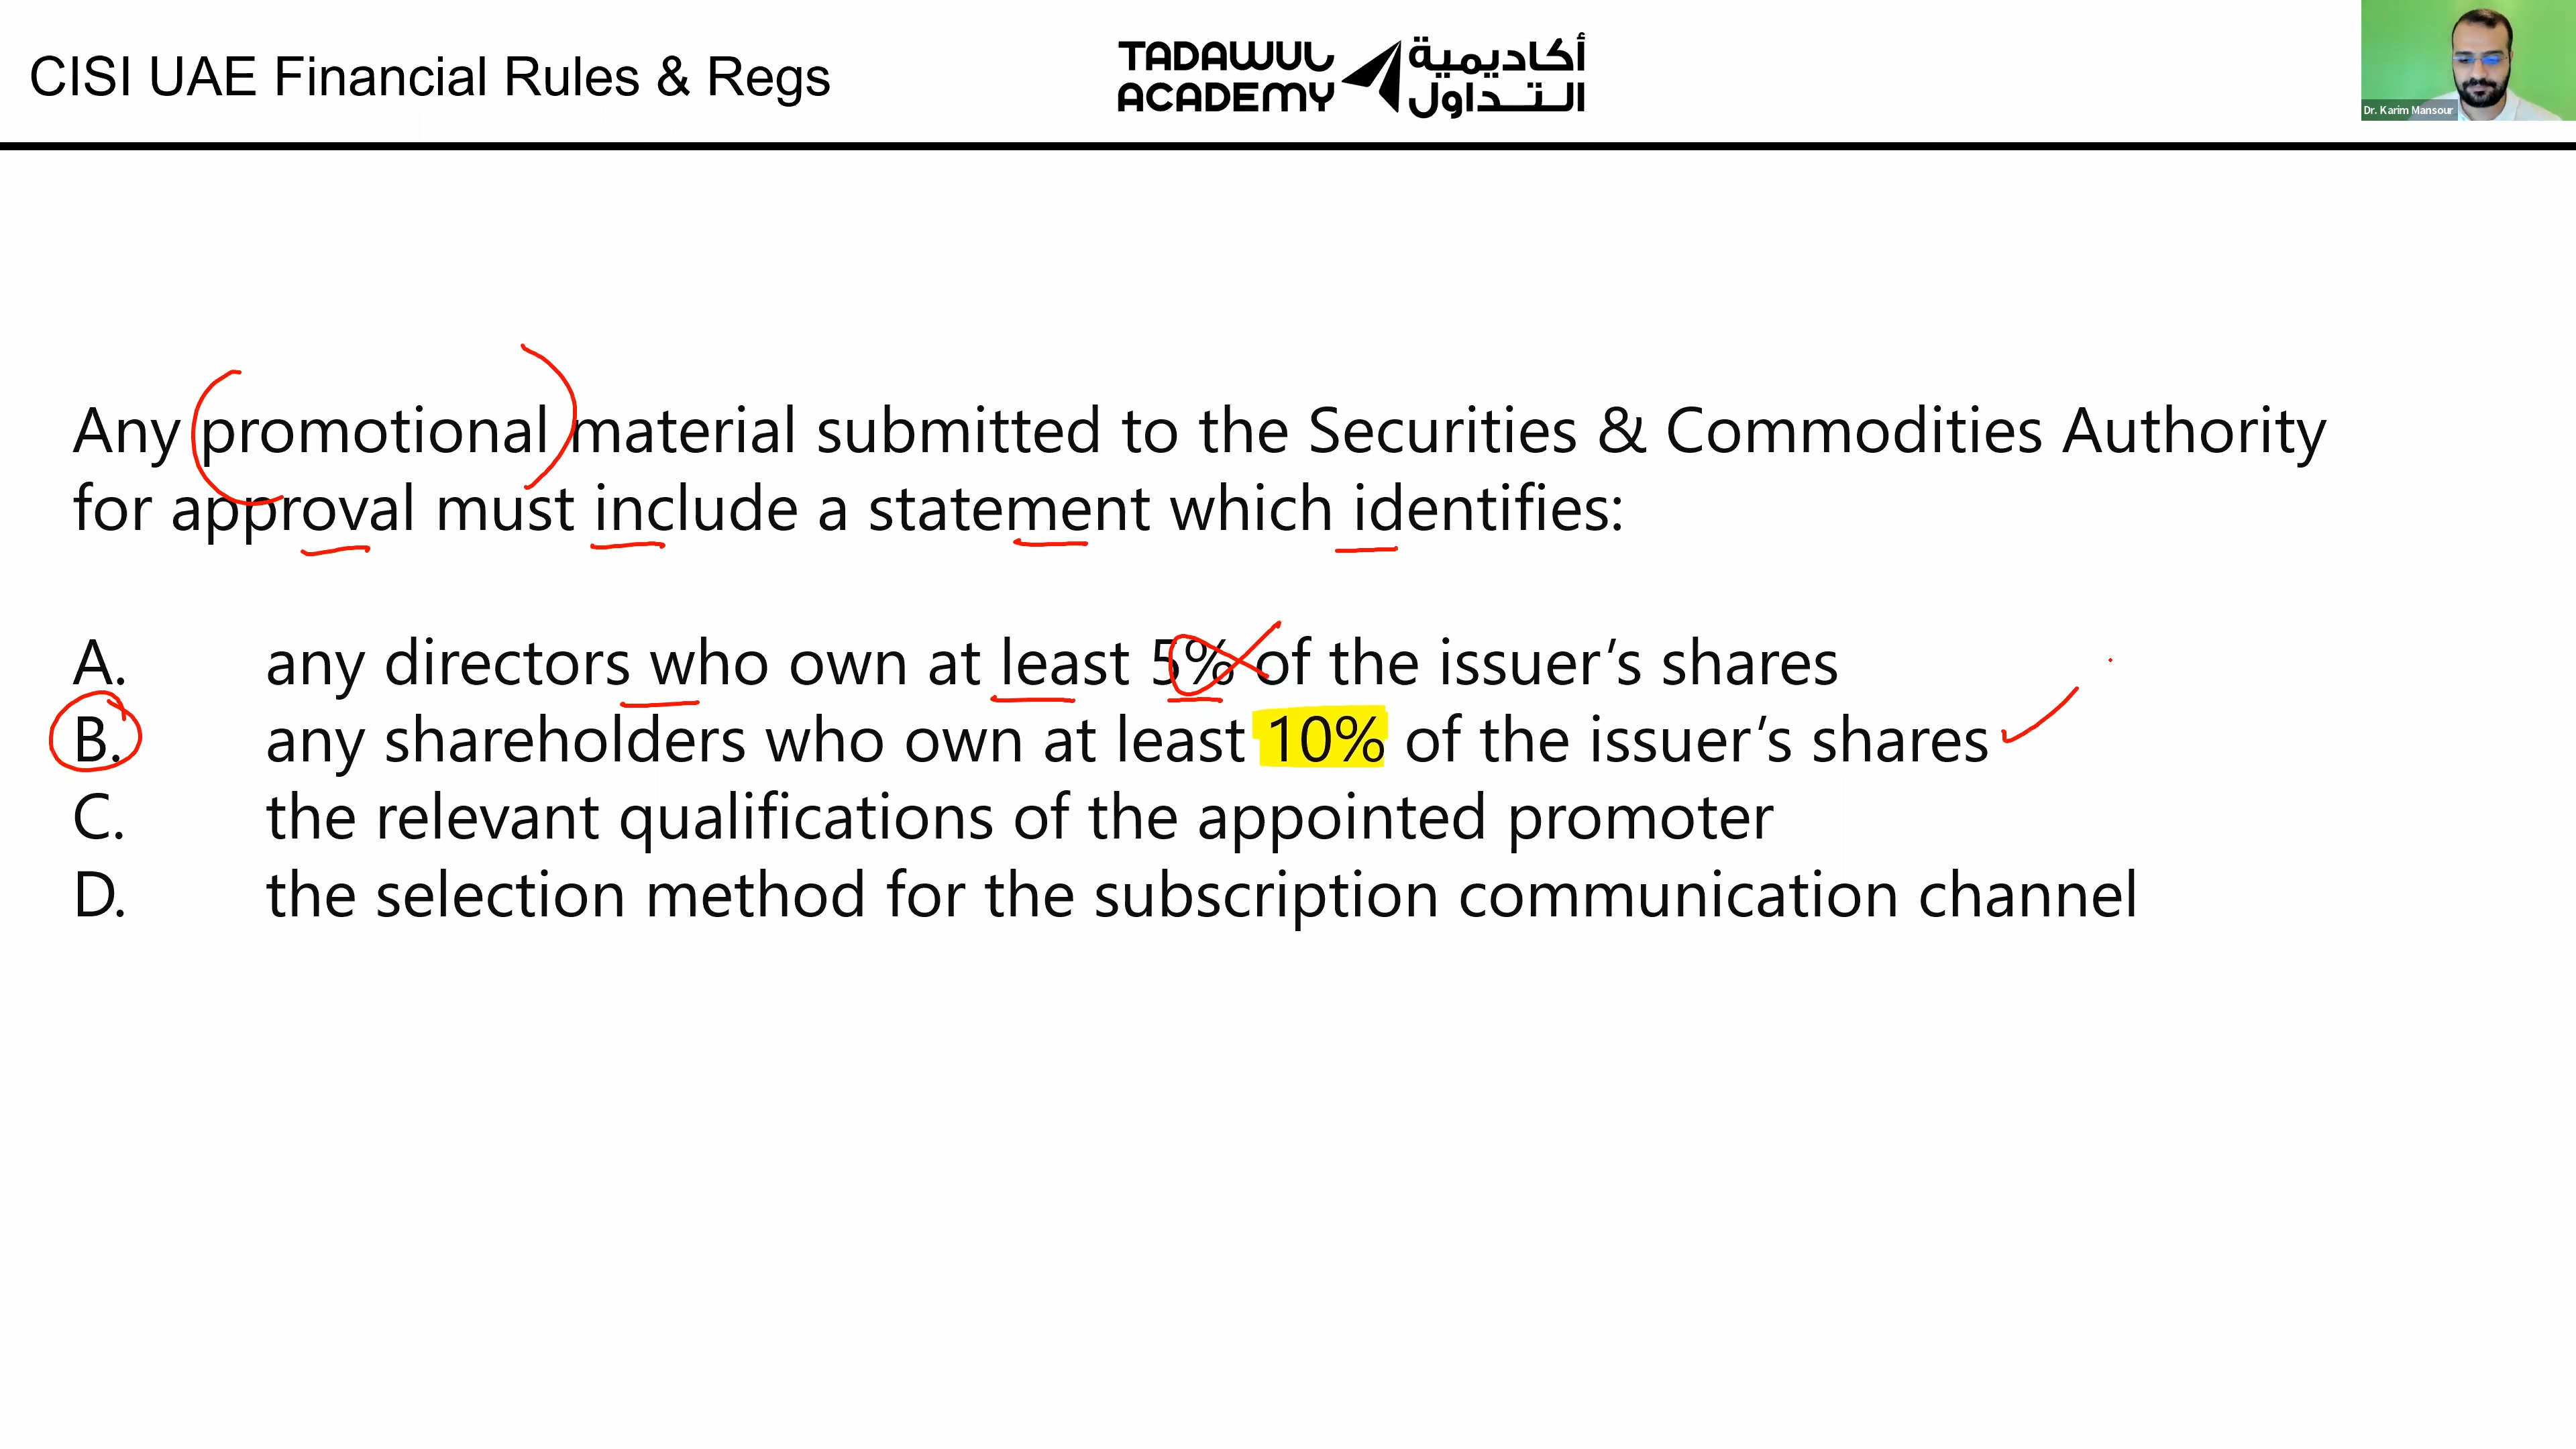 CISI UAE Financial Rules & Regs
TADAWUL أكاديمية
ACADEMY التداول
Dr. Karim Mansour
Any promotional material submitted to the Securities & Commodities Authority
for approval must include a statement which identifies:
A. any directors who own at least 5% of the issuer’s shares
B. any shareholders who own at least 10% of the issuer’s shares
C. the relevant qualifications of the appointed promoter
D. the selection method for the subscription communication channel